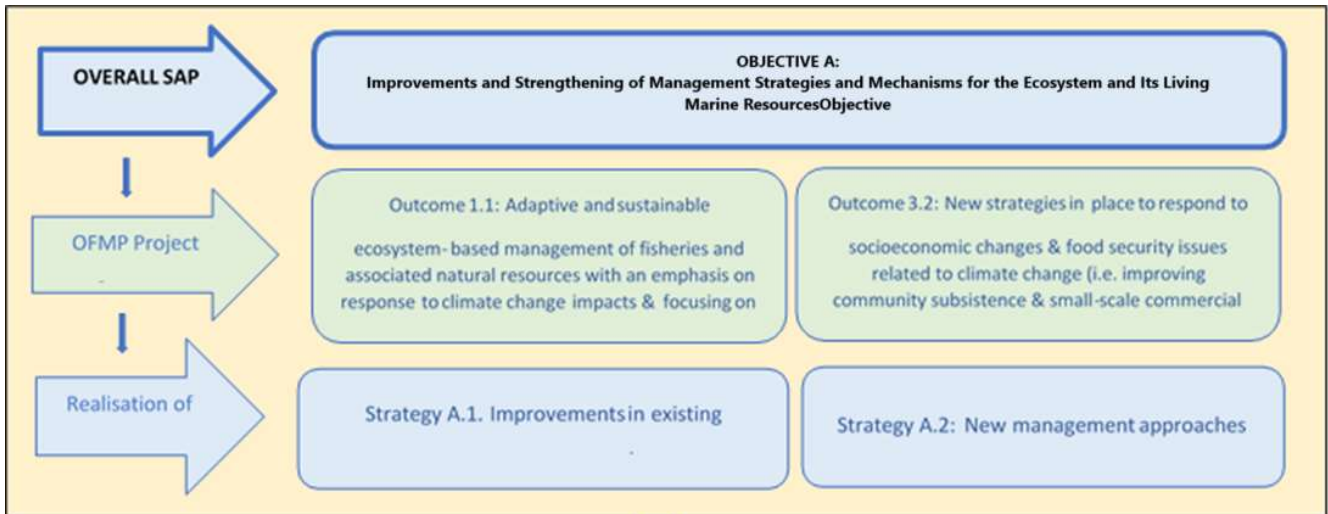 OVERALL SAP
OBJECTIVE A:
Improvements and Strengthening of Management Strategies and Mechanisms for the Ecosystem and Its Living
Marine ResourcesObjective
OFMP Project
Outcome 1.1: Adaptive and sustainable
ecosystem- based management of fisheries and
associated natural resources with an emphasis on
response to climate change impacts & focusing on
Outcome 3.2: New strategies in place to respond to
socioeconomic changes & food security issues
related to climate change (i.e. improving
community subsistence & small-scale commercial
Realisation of
Strategy A.1. Improvements in existing
Strategy A.2: New management approaches